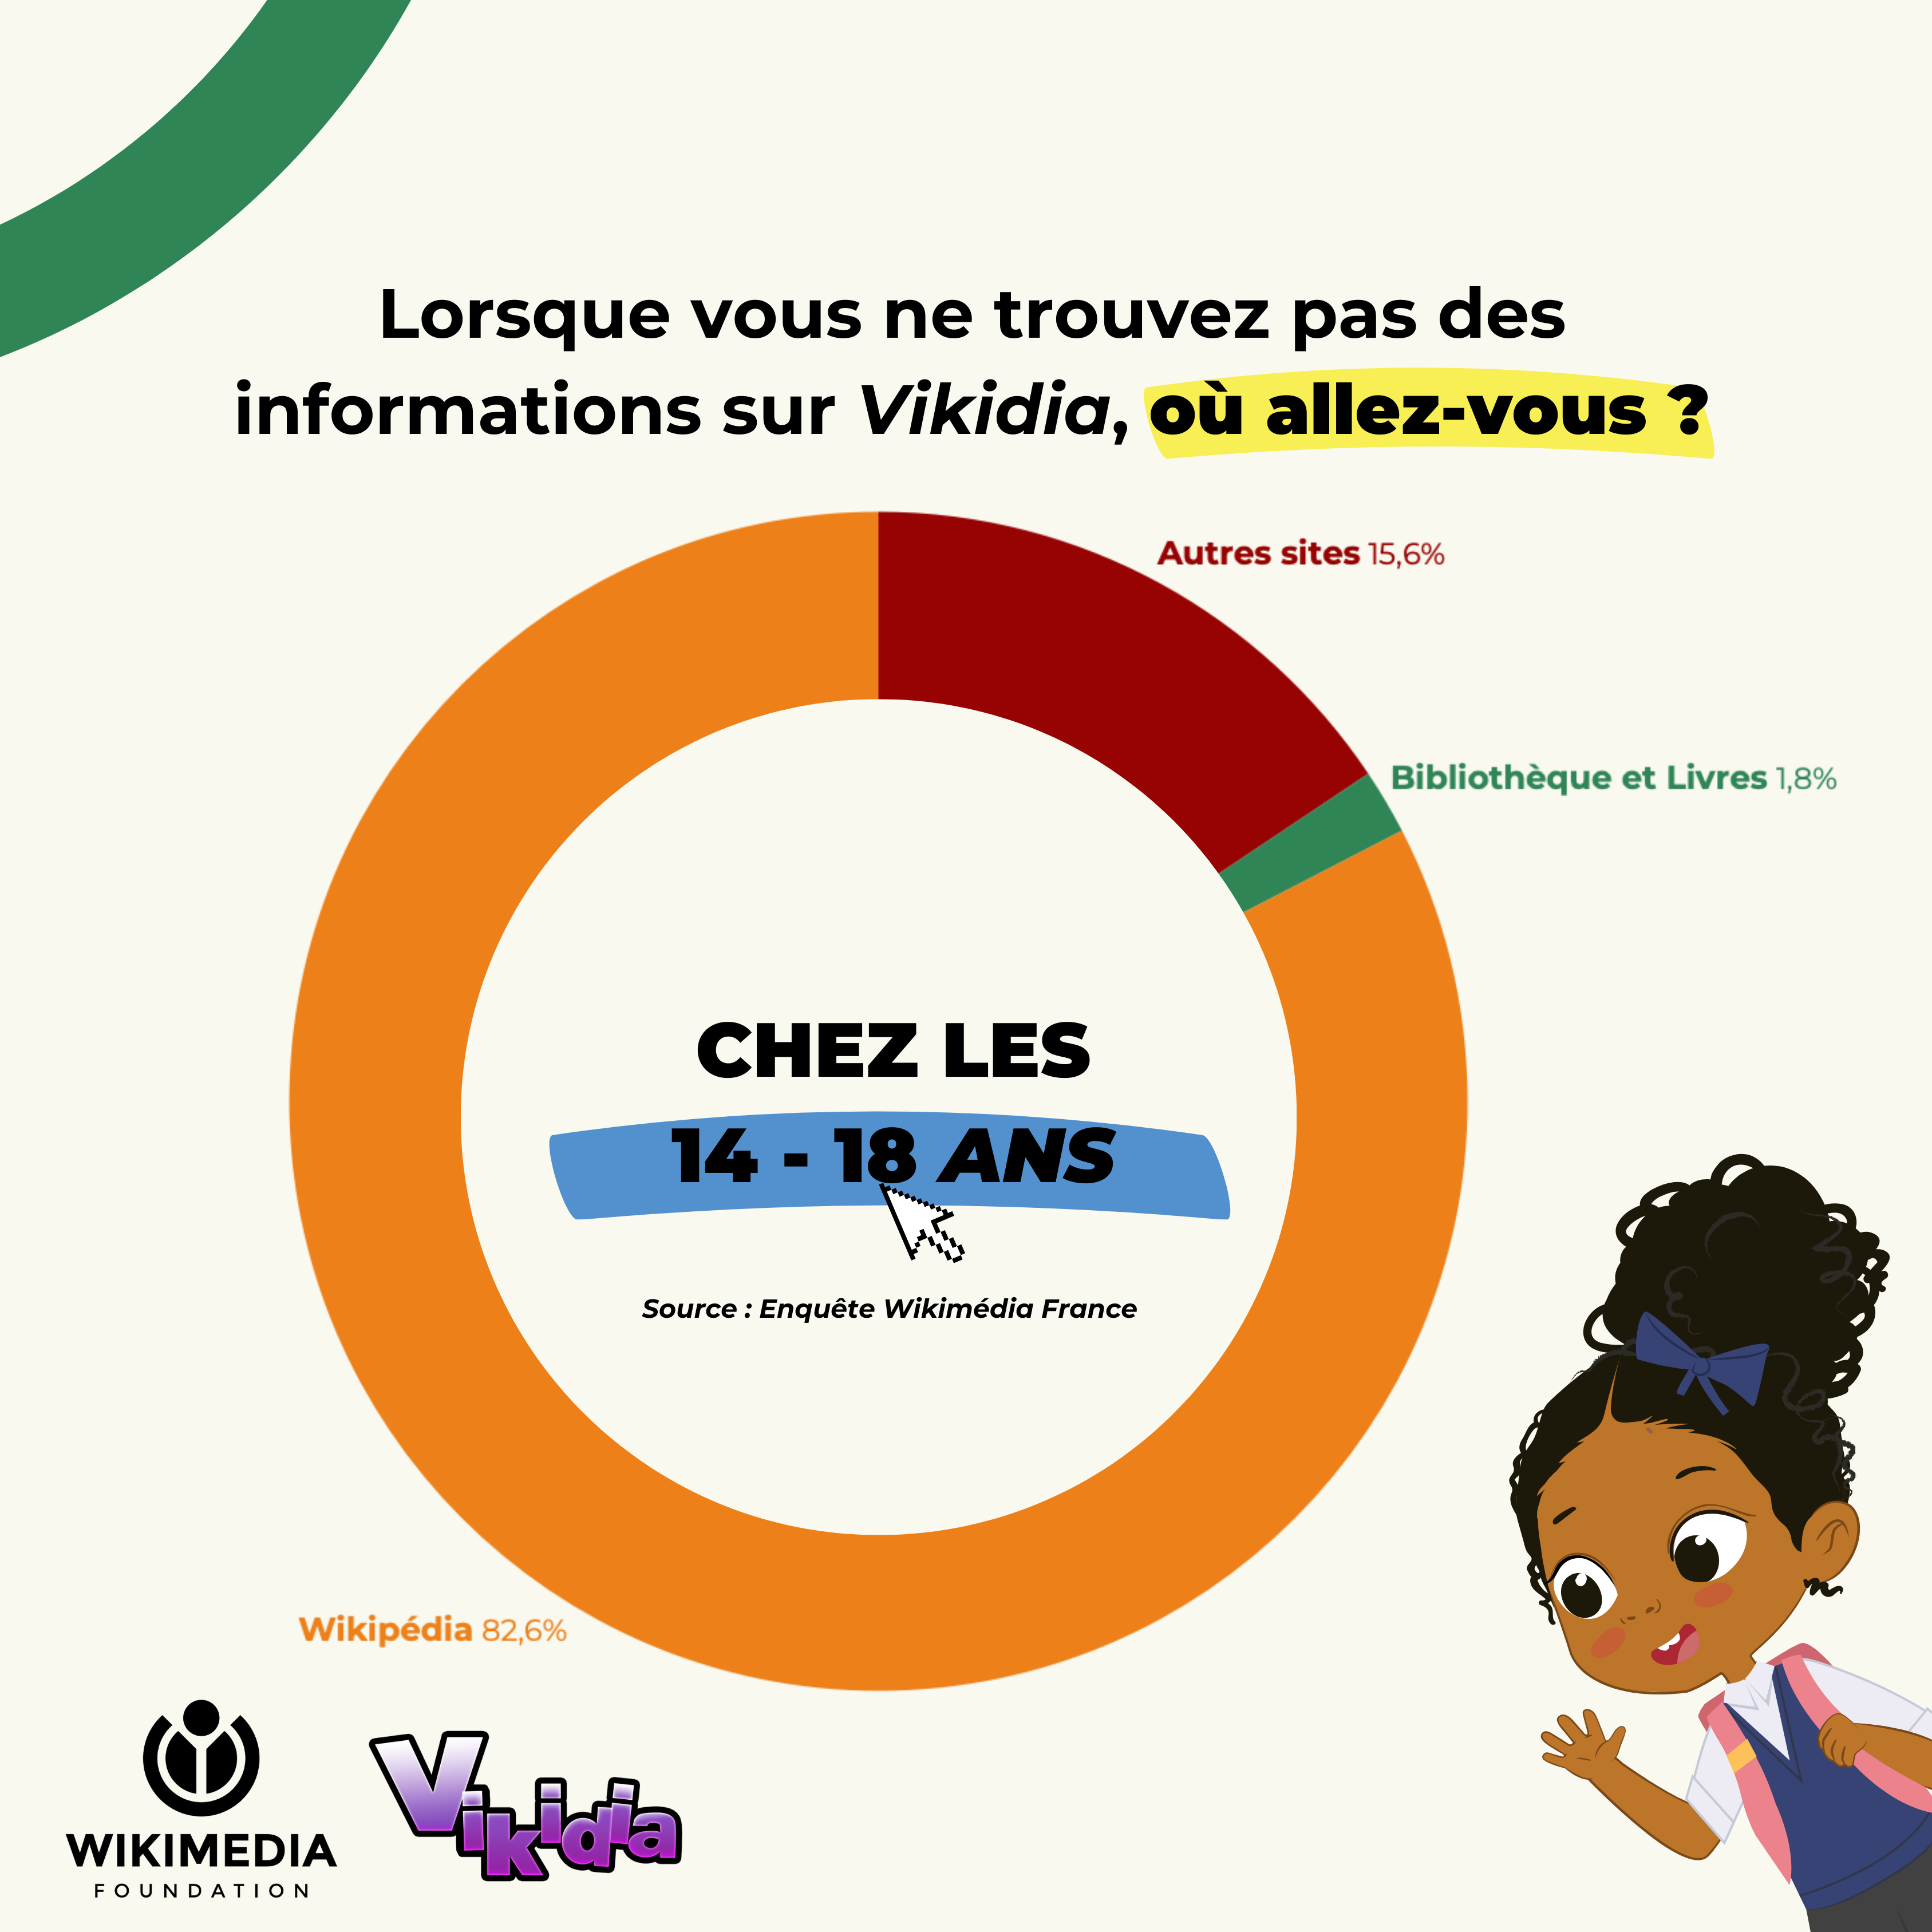 Lorsque vous ne trouvez pas des
informations sur Vikidia, où allez-vous ?
Autres sites 15,6%
Bibliothèque et Livres 1,8%
CHEZ LES
14 - 18 ANS
Source : Enquête Wikimédia France
Wikipédia 82,6%
WIKIMEDIA
FOUNDATION
Vikidia